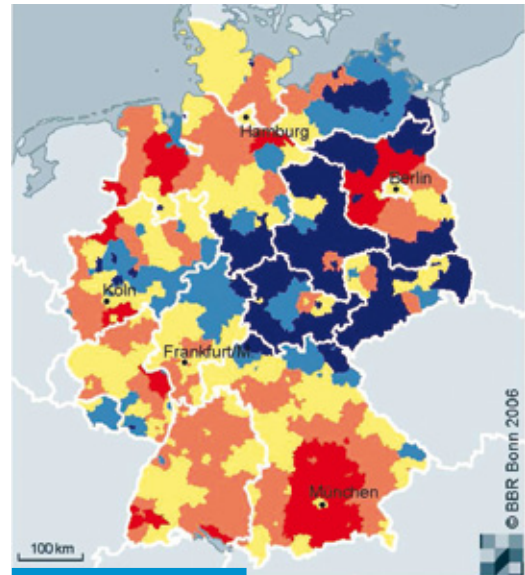 Hamburg
Berlin
Köln
Frankfurt/M
München
100 km
© BBR Bonn 2006